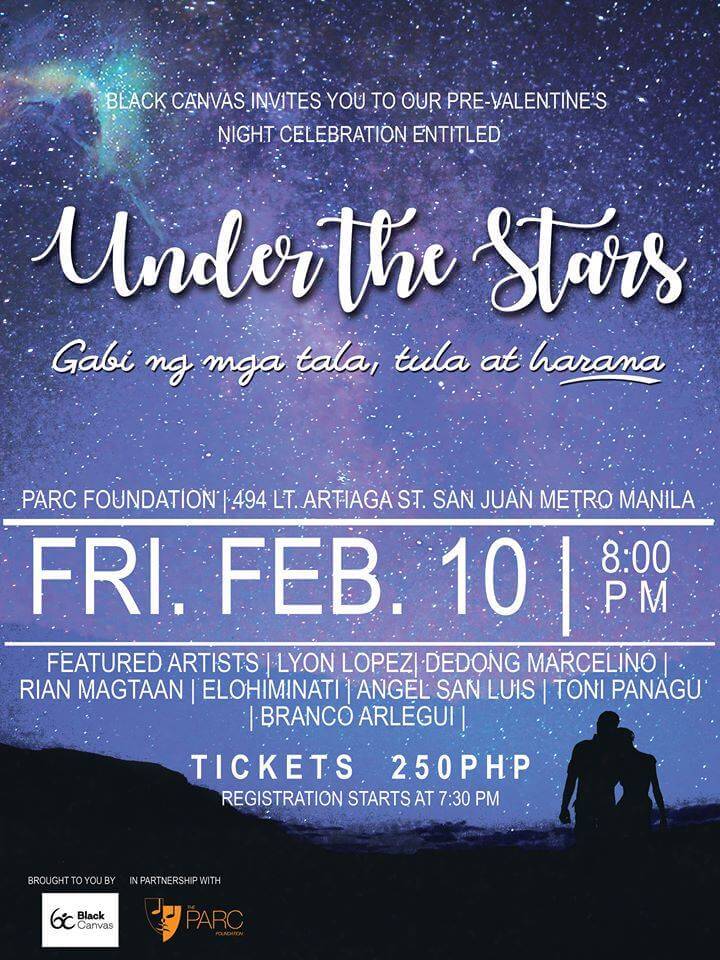 BLACK CANVAS INVITES YOU TO OUR PRE-VALENTINE'S
NIGHT CELEBRATION ENTITLED
Under the Stars
Gabi ng mga tala, tula at harana
PARC FOUNDATION | 494 LT. ARTIAGA ST. SAN JUAN METRO MANILA
FRI. FEB. 10 | 8:00 PM
FEATURED ARTISTS | LYON LOPEZ| DEDONG MARCELINO |
RIAN MAGTAAN | ELOHIMINATI | ANGEL SAN LUIS | TONI PANAGU
| BRANCO ARLEGUI |
TICKETS 250PHP
REGISTRATION STARTS AT 7:30 PM
BROUGHT TO YOU BY IN PARTNERSHIP WITH
bc Black Canvas
THE PARC FOUNDATION